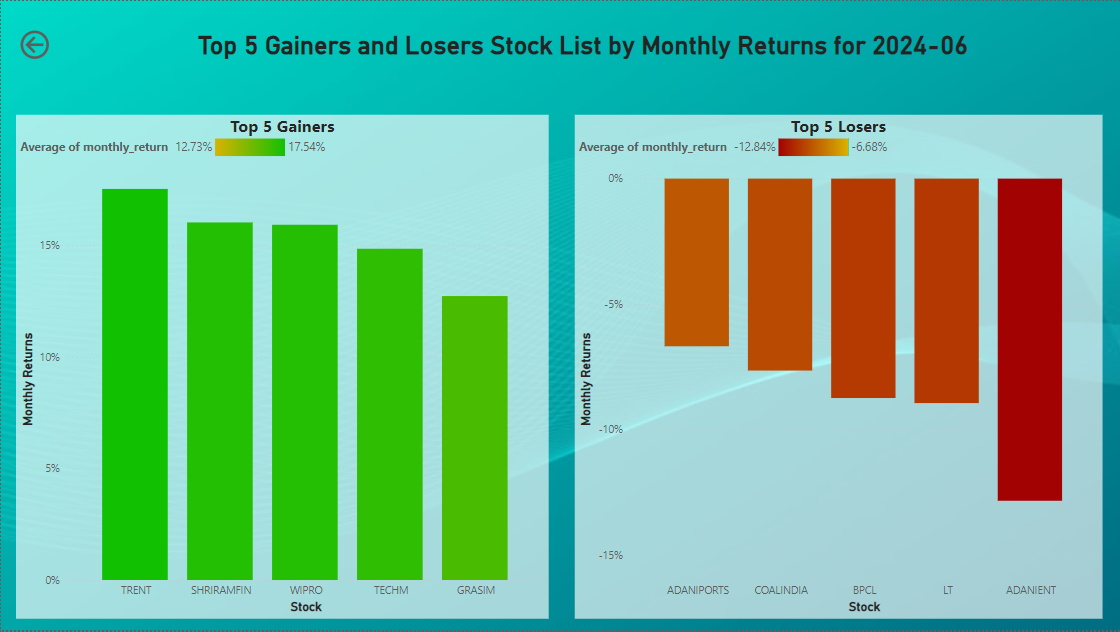 Top 5 Gainers and Losers Stock List by Monthly Returns for 2024-06
Top 5 Gainers
Average of monthly_return 12.73% 17.54%
15%
10%
5%
0%
Monthly Returns
TRENT SHRIRAMFIN WIPRO TECHM GRASIM
Stock
Top 5 Losers
Average of monthly_return -12.84% -6.68%
0%
-5%
-10%
-15%
Monthly Returns
ADANIPORTS COALINDIA BPCL LT ADANIENT
Stock